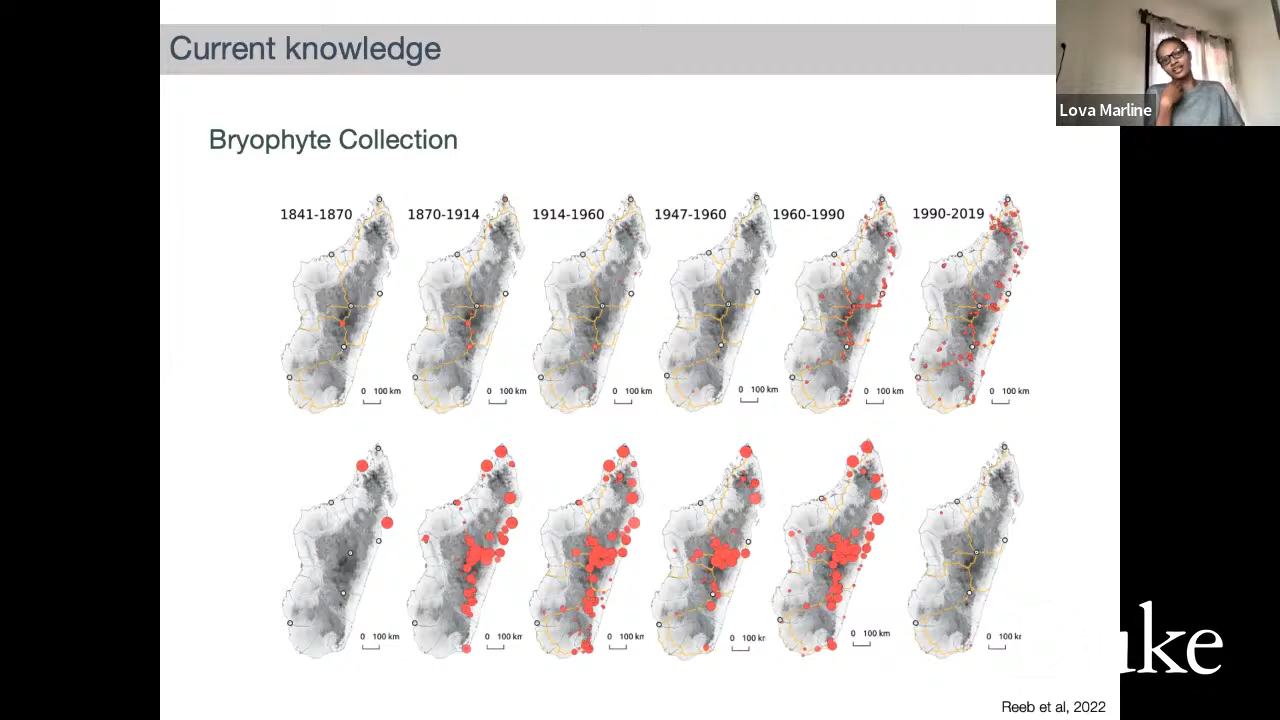 Current knowledge
Lova Marline
Bryophyte Collection
1841-1870
1870-1914
1914-1960
1947-1960
1960-1990
1990-2019
0 100 km
0 100 km
0 100 km
0 100 km
0 100 km
0 100 km
0 100 km
0 100 km
0 100 km
0 100 kr
0 100 km
0 100 kr
uke
Reeb et al, 2022